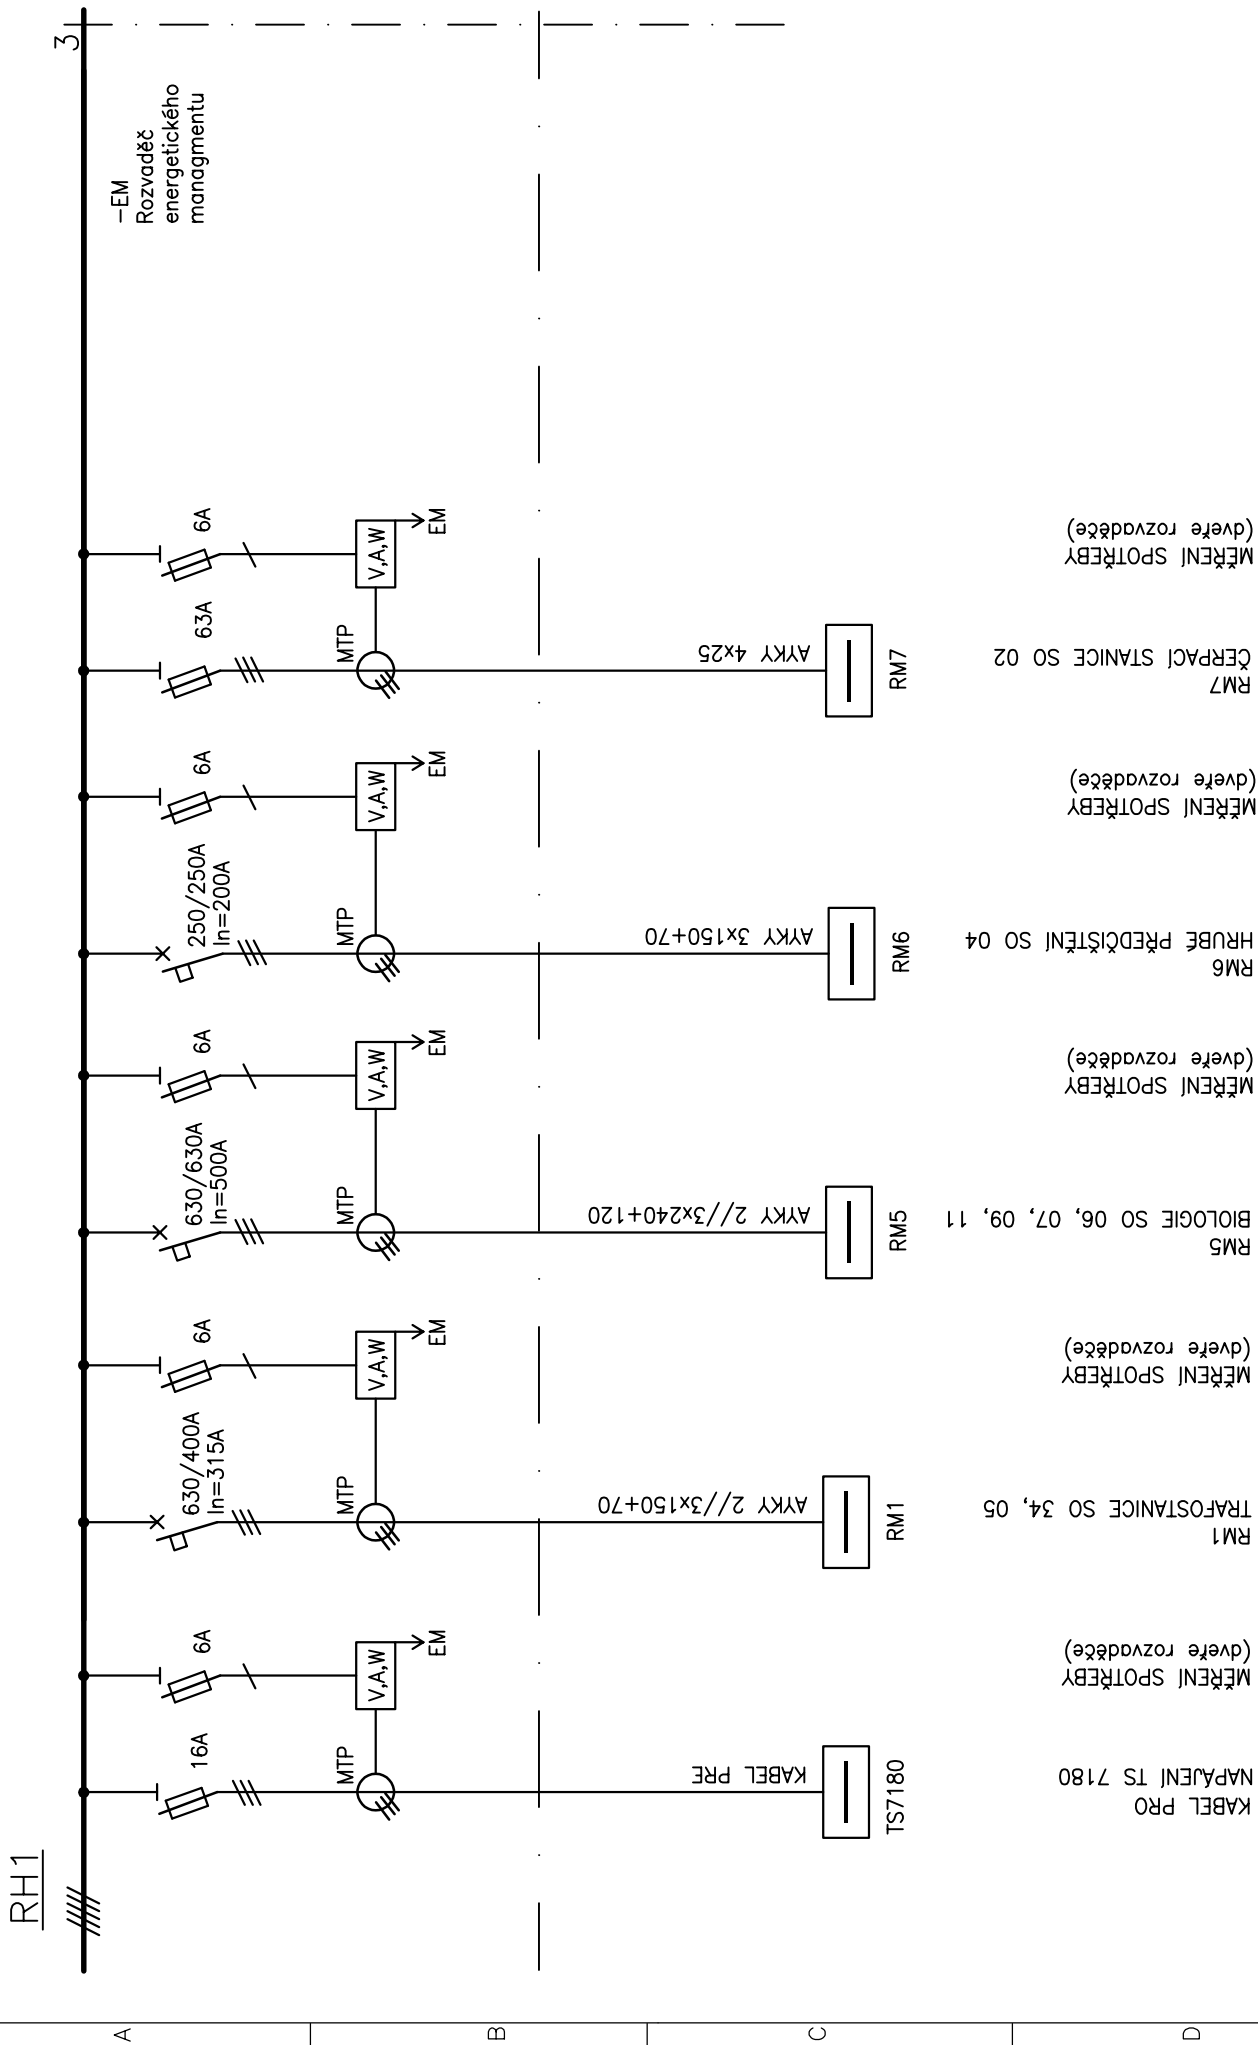 RH1
3
-EM
Rozvaděč
energetického
managmentu
16A
MTP
KABEL PRE
TS7180
KABEL PRO
NAPÁJENÍ TS 7180
6A
V,A,W
EM
MĚŘENÍ SPOTŘEBY
(dveře rozvaděče)
630/400A
In=315A
MTP
AYKY 2//3x150+70
RM1
RM1
TRAFOSTANICE SO 34, 05
6A
V,A,W
EM
MĚŘENÍ SPOTŘEBY
(dveře rozvaděče)
630/630A
In=500A
MTP
AYKY 2//3x240+120
RM5
RM5
BIOLOGIE SO 06, 07, 09, 11
6A
V,A,W
EM
MĚŘENÍ SPOTŘEBY
(dveře rozvaděče)
250/250A
In=200A
MTP
AYKY 3x150+70
RM6
RM6
HRUBÉ PŘEDČIŠTĚNÍ SO 04
6A
V,A,W
EM
MĚŘENÍ SPOTŘEBY
(dveře rozvaděče)
63A
MTP
AYKY 4x25
RM7
RM7
ČERPACÍ STANICE SO 02
6A
V,A,W
EM
MĚŘENÍ SPOTŘEBY
(dveře rozvaděče)
A
B
C
D